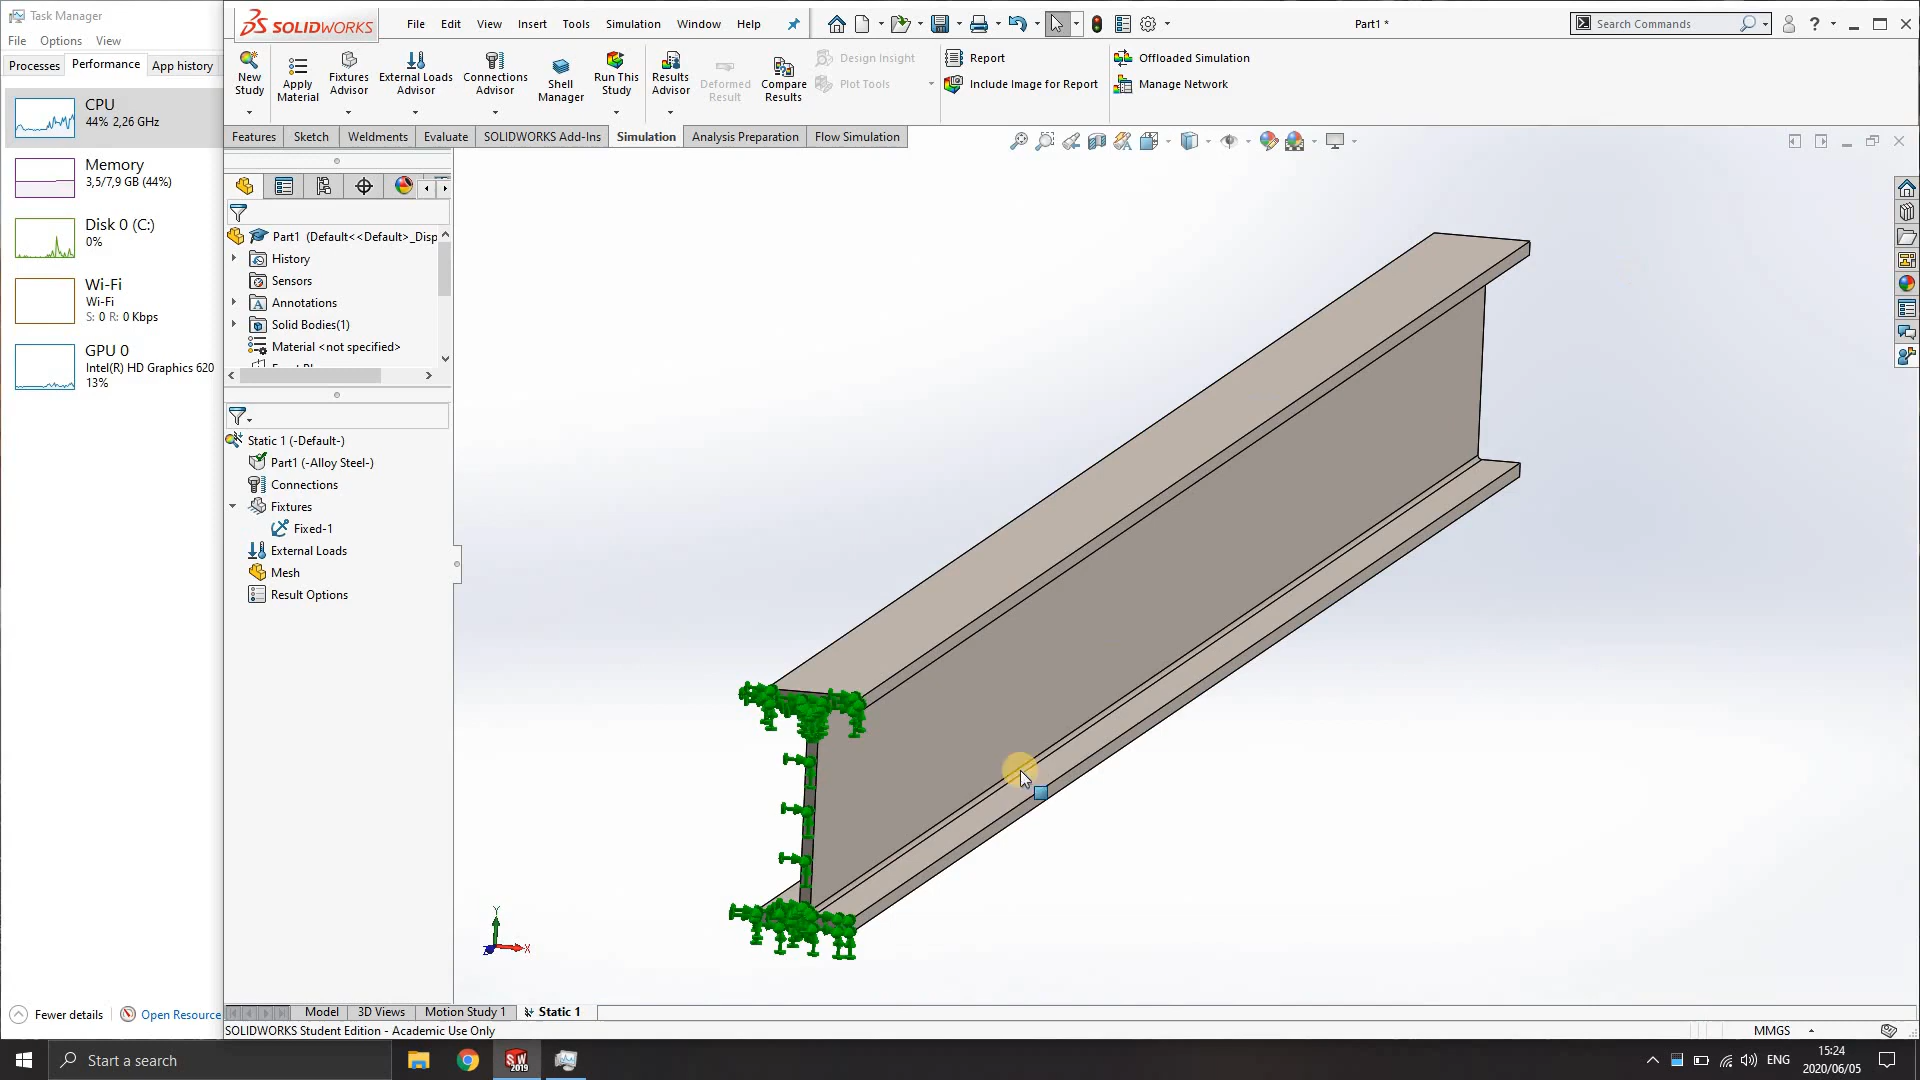 Task Manager
File Options View
Processes Performance App history
CPU
44% 2,26 GHz
Memory
3,5/7,9 GB (44%)
Disk 0 (C:)
0%
Wi-Fi
Wi-Fi
S: 0 R: 0 Kbps
GPU 0
Intel(R) HD Graphics 620
13%
Fewer details Open Resource
SOLIDWORKS File Edit View Insert Tools Simulation Window Help Part1 * Search Commands
New Study
Apply Material
Fixtures Advisor
External Loads Advisor
Connections Advisor
Shell Manager
Run This Study
Results Advisor
Deformed Result
Compare Results
Design Insight
Plot Tools
Report
Include Image for Report
Offloaded Simulation
Manage Network
Features Sketch Weldments Evaluate SOLIDWORKS Add-Ins Simulation Analysis Preparation Flow Simulation
Part1 (Default<<Default>_Disp
History
Sensors
Annotations
Solid Bodies(1)
Material <not specified>
Static 1 (-Default-)
Part1 (-Alloy Steel-)
Connections
Fixtures
Fixed-1
External Loads
Mesh
Result Options
Y
X
Model 3D Views Motion Study 1 Static 1
SOLIDWORKS Student Edition - Academic Use Only MMGS
Start a search
SW
2019
ENG
15:24
2020/06/05